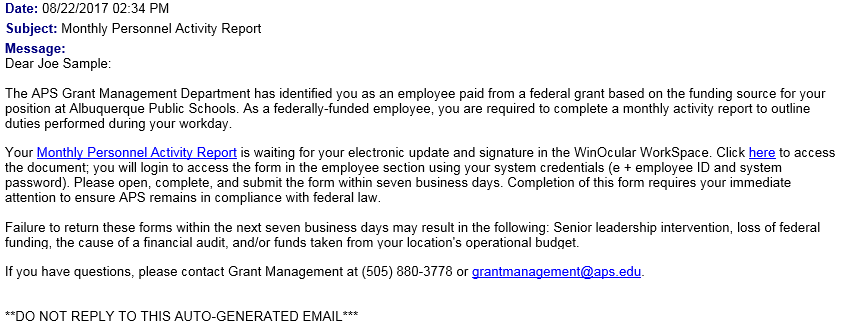 Date: 08/22/2017 02:34 PM
Subject: Monthly Personnel Activity Report
Message:
Dear Joe Sample:
The APS Grant Management Department has identified you as an employee paid from a federal grant based on the funding source for your
position at Albuquerque Public Schools. As a federally-funded employee, you are required to complete a monthly activity report to outline
duties performed during your workday.
Your Monthly Personnel Activity Report is waiting for your electronic update and signature in the WinOcular WorkSpace. Click here to access
the document; you will login to access the form in the employee section using your system credentials (e + employee ID and system
password). Please open, complete, and submit the form within seven business days. Completion of this form requires your immediate
attention to ensure APS remains in compliance with federal law.
Failure to return these forms within the next seven business days may result in the following: Senior leadership intervention, loss of federal
funding, the cause of a financial audit, and/or funds taken from your location's operational budget.
If you have questions, please contact Grant Management at (505) 880-3778 or grantmanagement@aps.edu.
**DO NOT REPLY TO THIS AUTO-GENERATED EMAIL***